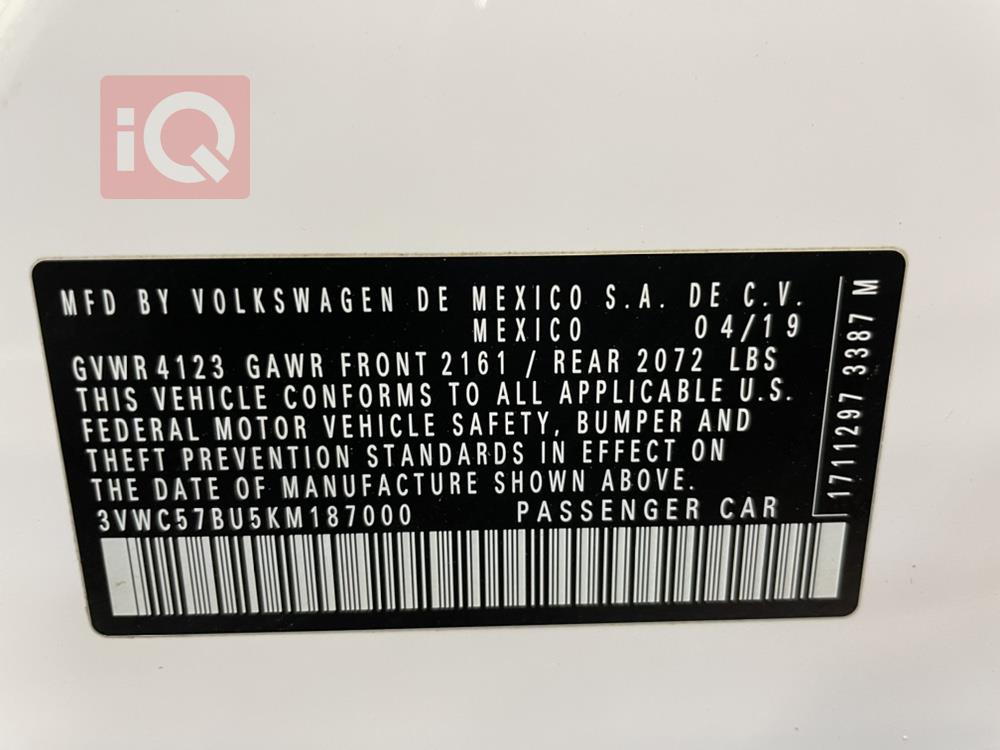 iQ
MFD BY VOLKSWAGEN DE MEXICO S.A. DE C.V.
MEXICO 04/19
GVWR 4123 GAWR FRONT 2161 / REAR 2072 LBS
THIS VEHICLE CONFORMS TO ALL APPLICABLE U.S.
FEDERAL MOTOR VEHICLE SAFETY, BUMPER AND
THEFT PREVENTION STANDARDS IN EFFECT ON
THE DATE OF MANUFACTURE SHOWN ABOVE.
3VWC57BU5KM187000 PASSENGER CAR
1711297 3387 M